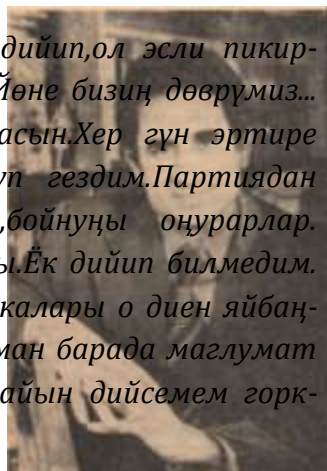 дийип,ол эсли пикир-
Йөне бизиң дөврүмиз...
асын.Хер гүн эртире
үп гездим.Партиядан
,бойнуңы оңурарлар.
ы.Ёк дийип билмедим.
калары о диен яйбаң-
ман барада маглумат
айын дийсемем горк-